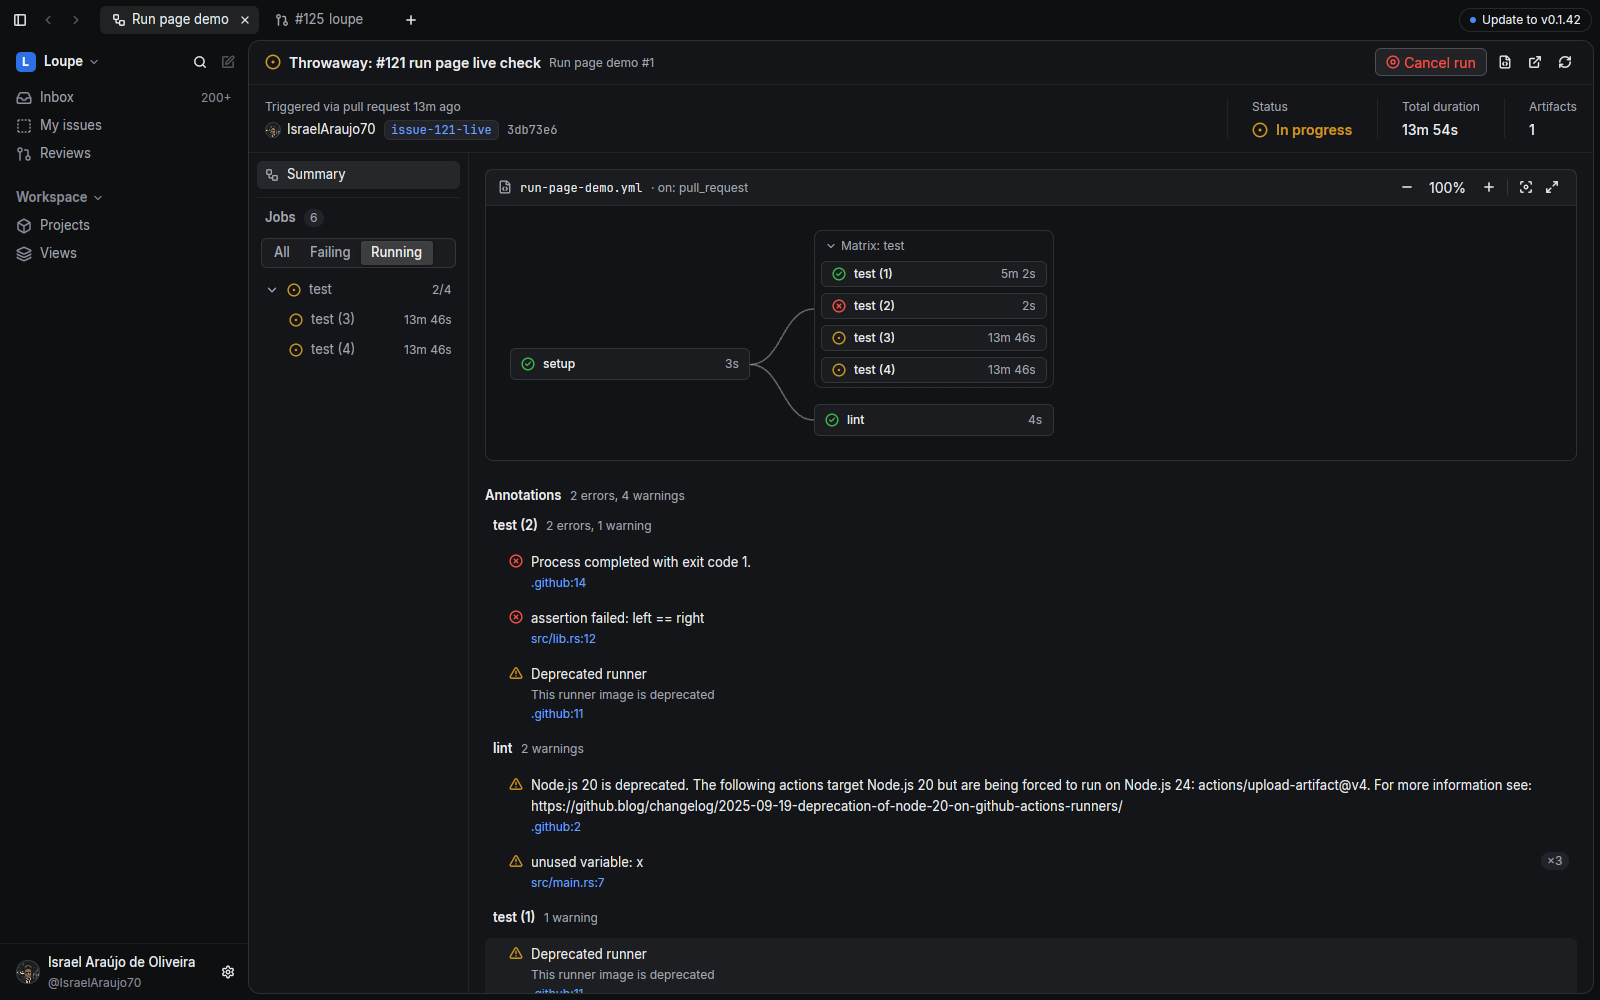 Run page demo
#125 loupe
Update to v0.1.42
L Loupe
Inbox 200+
My issues
Reviews
Workspace
Projects
Views
Israel Araújo de Oliveira
@IsraelAraujo70
Throwaway: #121 run page live check Run page demo #1
Cancel run
Triggered via pull request 13m ago
IsraelAraujo70 issue-121-live 3db73e6
Status
In progress
Total duration
13m 54s
Artifacts
1
Summary
Jobs 6
All Failing Running
test 2/4
test (3) 13m 46s
test (4) 13m 46s
run-page-demo.yml · on: pull_request
100%
setup 3s
Matrix: test
test (1) 5m 2s
test (2) 2s
test (3) 13m 46s
test (4) 13m 46s
lint 4s
Annotations 2 errors, 4 warnings
test (2) 2 errors, 1 warning
Process completed with exit code 1.
.github:14
assertion failed: left == right
src/lib.rs:12
Deprecated runner
This runner image is deprecated
.github:11
lint 2 warnings
Node.js 20 is deprecated. The following actions target Node.js 20 but are being forced to run on Node.js 24: actions/upload-artifact@v4. For more information see:
https://github.blog/changelog/2025-09-19-deprecation-of-node-20-on-github-actions-runners/
.github:2
unused variable: x ×3
src/main.rs:7
test (1) 1 warning
Deprecated runner
This runner image is deprecated
.github:11